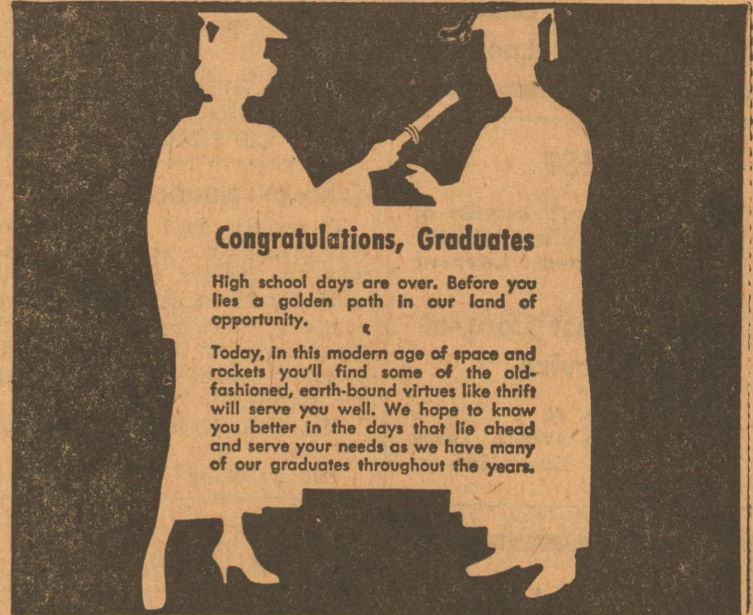 Congratulations, Graduates
High school days are over. Before you
lies a golden path in our land of
opportunity.
Today, in this modern age of space and
rockets you'll find some of the old-
fashioned, earth-bound virtues like thrift
will serve you well. We hope to know
you better in the days that lie ahead
and serve your needs as we have many
of our graduates throughout the years.